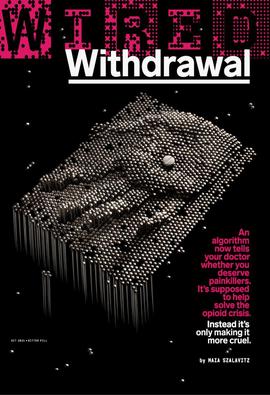 WIRED
Withdrawal
An
algorithm
now tells
your doctor
whether you
deserve
painkillers.
It's supposed
to help
solve the
opioid crisis.
Instead it's
only making it
more cruel.
by MAIA SZALAVITZ